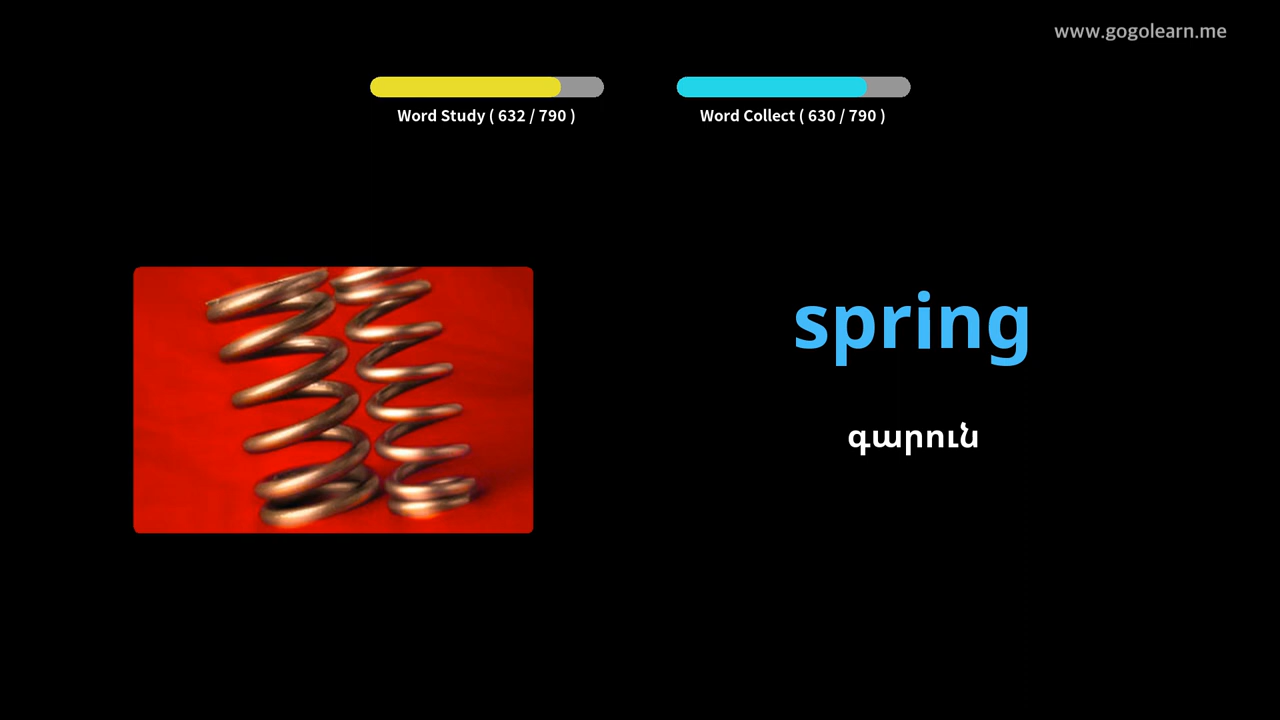 www.gogolearn.me
Word Study ( 632 / 790 )
Word Collect ( 630 / 790 )
spring
գարուն